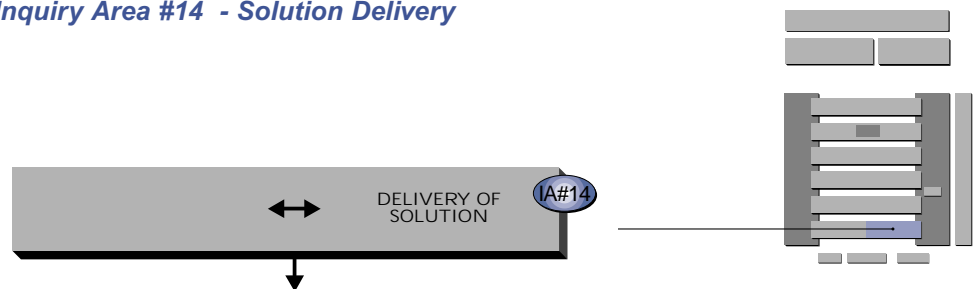 Inquiry Area #14 - Solution Delivery
DELIVERY OF
SOLUTION
IA#14